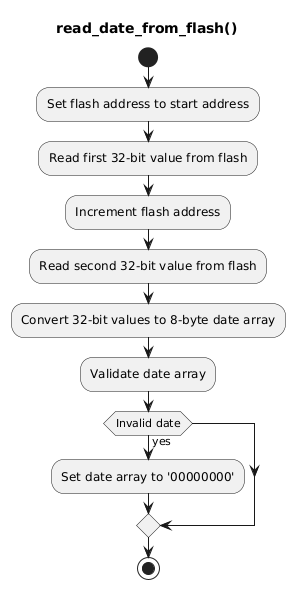 read_date_from_flash()
Set flash address to start address
Read first 32-bit value from flash
Increment flash address
Read second 32-bit value from flash
Convert 32-bit values to 8-byte date array
Validate date array
Invalid date
yes
Set date array to '00000000'